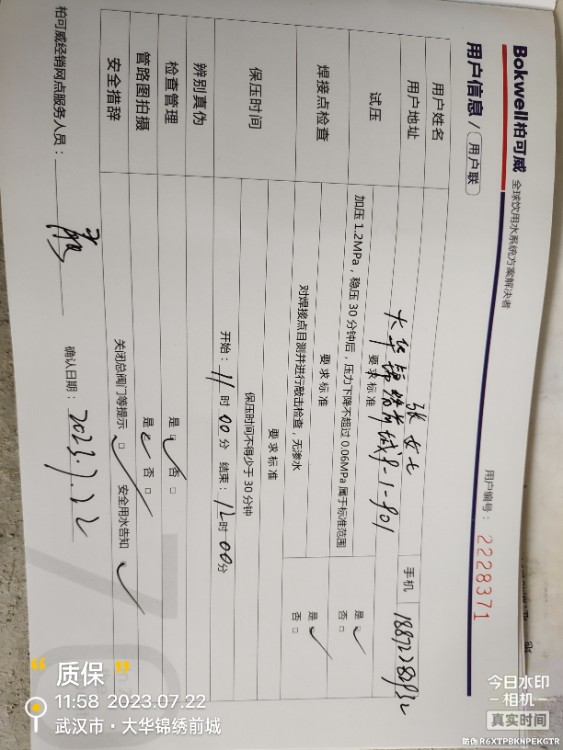 Bokwell柏可威 全球饮用水系统方案解决者
用户信息／用户联
用户编号： 2228371
用户姓名 张女士 手机
用户地址 大华锦绣前城9-1-901
试压 要求标准
加压 1.2MPa，稳压 30 分钟后，压力下降不超过 0.06MPa 属于标准范围 是 ✓ 否 □
焊接点检查 要求标准
对焊接点目测并进行敲击检查，无渗水 是 ✓ 否 □
保压时间 要求标准
保压时间不得少于 30 分钟
开始： 11 时 00 分 结束： 12 时 00 分
辨别真伪
检查管理 是 ✓ 否 □
管路图拍摄 是 ✓ 否 □
安全措辞 关闭总阀门等提示 □ ✓ 安全用水告知 ✓
柏可威经销网点服务人员： 确认日期： 2023.7.22
“ 质保 ”
11:58 2023.07.22
武汉市·大华锦绣前城
今日水印
相机
真实时间
防伪 R6XTPBKNPEKGTR